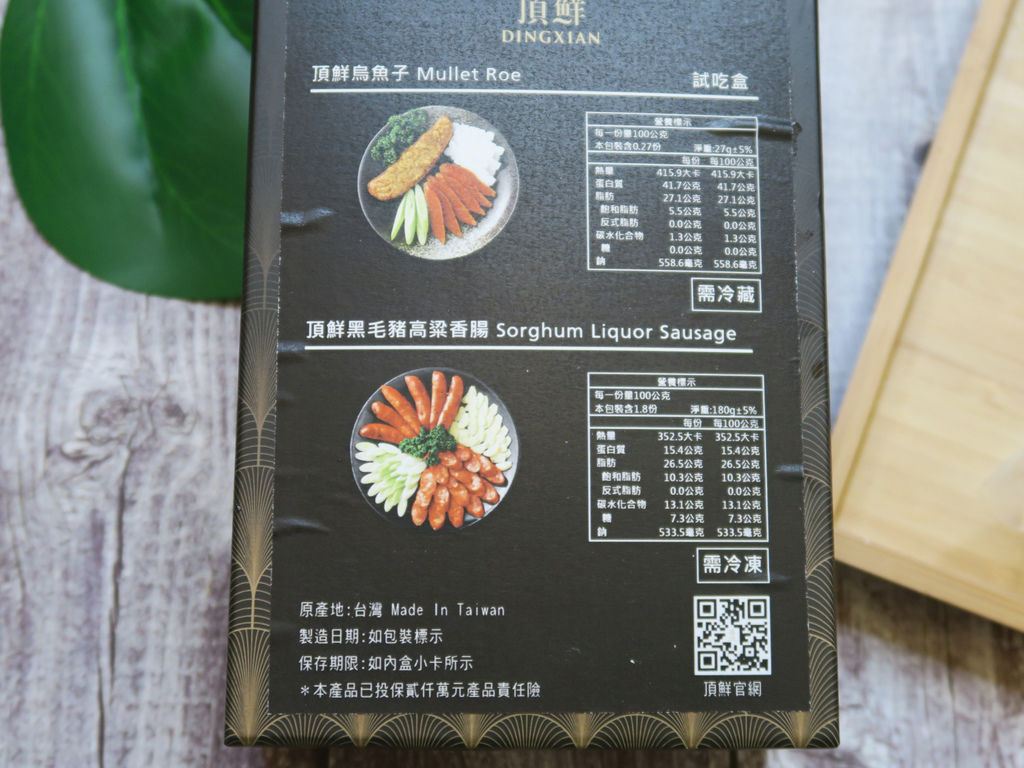 頂鮮
DINGXIAN
頂鮮烏魚子 Mullet Roe
試吃盒
營養標示
每一份量100公克
本包裝含0.27份 淨重:27g±5%
每份 每100公克
熱量 415.9大卡 415.9大卡
蛋白質 41.7公克 41.7公克
脂肪 27.1公克 27.1公克
飽和脂肪 5.5公克 5.5公克
反式脂肪 0.0公克 0.0公克
碳水化合物 1.3公克 1.3公克
糖 0.0公克 0.0公克
鈉 558.6毫克 558.6毫克
需冷藏
頂鮮黑毛豬高粱香腸 Sorghum Liquor Sausage
營養標示
每一份量100公克
本包裝含1.8份 淨重:180g±5%
每份 每100公克
熱量 352.5大卡 352.5大卡
蛋白質 15.4公克 15.4公克
脂肪 26.5公克 26.5公克
飽和脂肪 10.3公克 10.3公克
反式脂肪 0.0公克 0.0公克
碳水化合物 13.1公克 13.1公克
糖 7.3公克 7.3公克
鈉 533.5毫克 533.5毫克
需冷凍
原產地:台灣 Made In Taiwan
製造日期:如包裝標示
保存期限:如內盒小卡所示
＊本產品已投保貳仟萬元產品責任險
頂鮮官網